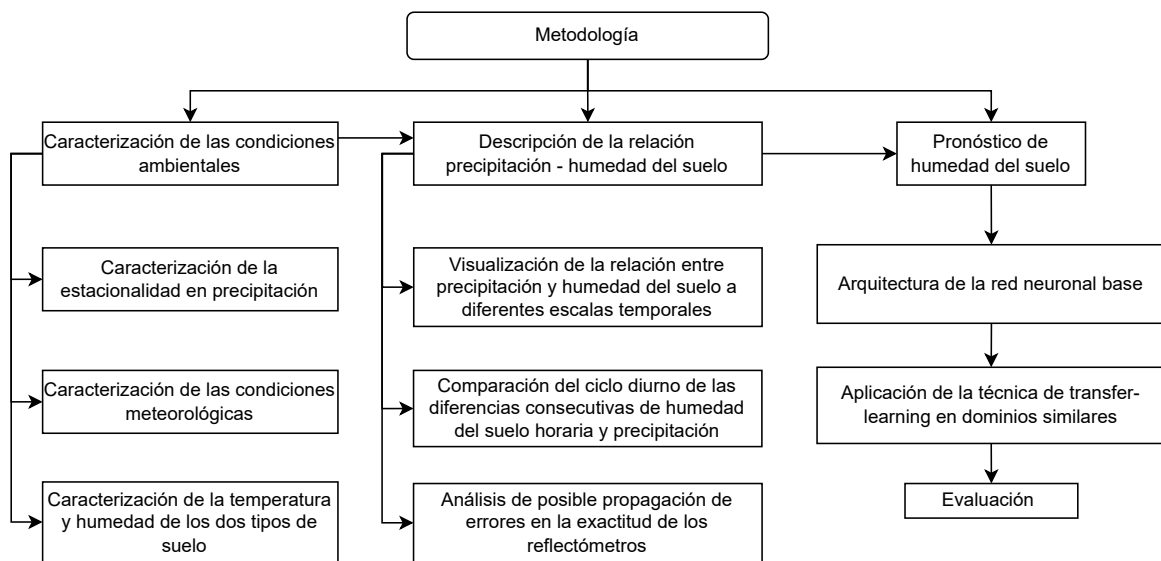 Metodología
Caracterización de las condiciones
ambientales
Descripción de la relación
precipitación - humedad del suelo
Pronóstico de
humedad del suelo
Caracterización de la
estacionalidad en precipitación
Visualización de la relación entre
precipitación y humedad del suelo a
diferentes escalas temporales
Arquitectura de la red neuronal base
Caracterización de las condiciones
meteorológicas
Comparación del ciclo diurno de las
diferencias consecutivas de humedad
del suelo horaria y precipitación
Aplicación de la técnica de transfer-
learning en dominios similares
Caracterización de la temperatura
y humedad de los dos tipos de
suelo
Análisis de posible propagación de
errores en la exactitud de los
reflectómetros
Evaluación